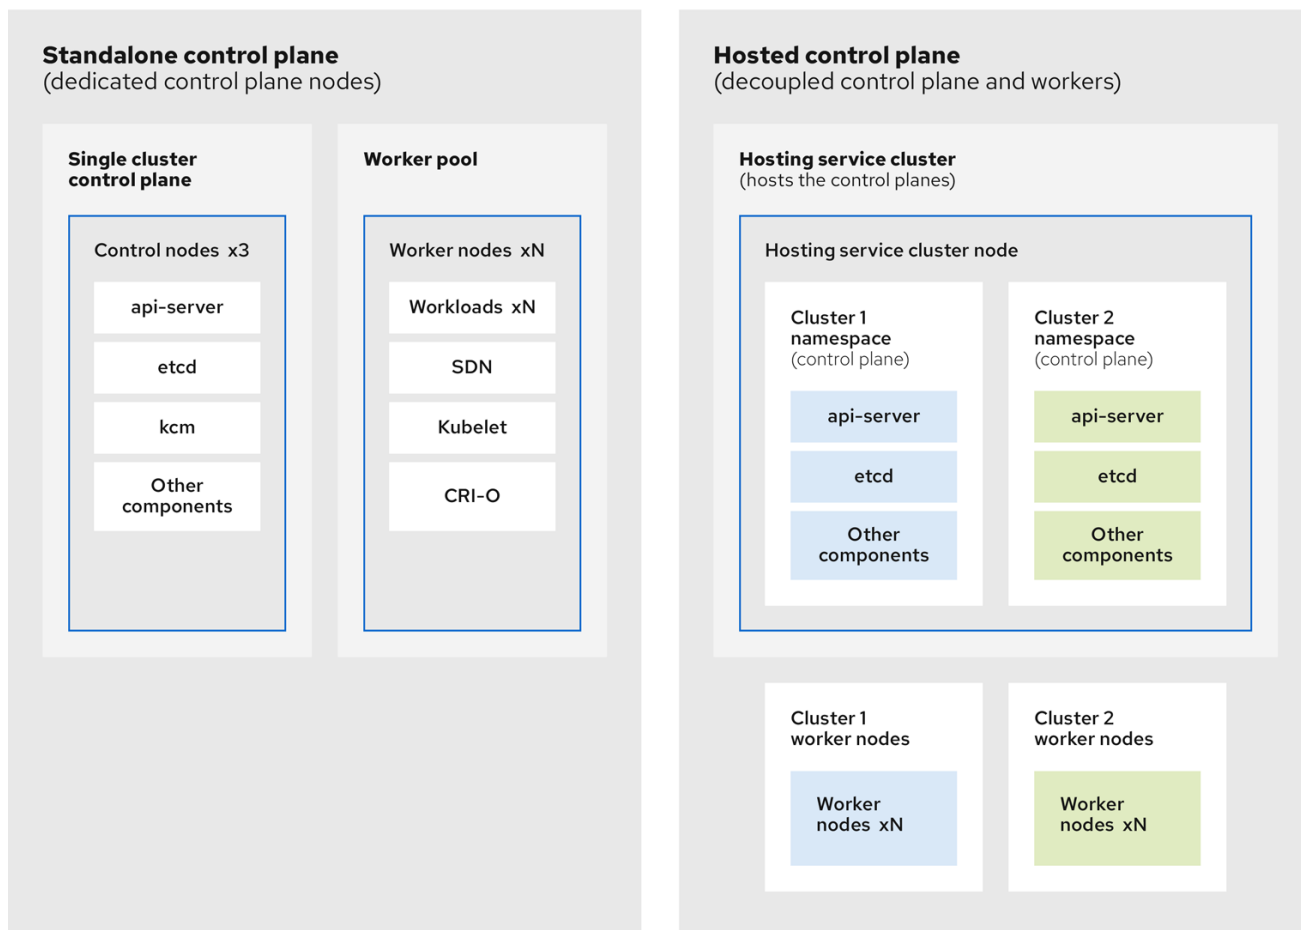 Standalone control plane
(dedicated control plane nodes)
Single cluster
control plane
Control nodes x3
api-server
etcd
kcm
Other
components
Worker pool
Worker nodes xN
Workloads xN
SDN
Kubelet
CRI-O
Hosted control plane
(decoupled control plane and workers)
Hosting service cluster
(hosts the control planes)
Hosting service cluster node
Cluster 1
namespace
(control plane)
api-server
etcd
Other
components
Cluster 2
namespace
(control plane)
api-server
etcd
Other
components
Cluster 1
worker nodes
Worker
nodes xN
Cluster 2
worker nodes
Worker
nodes xN